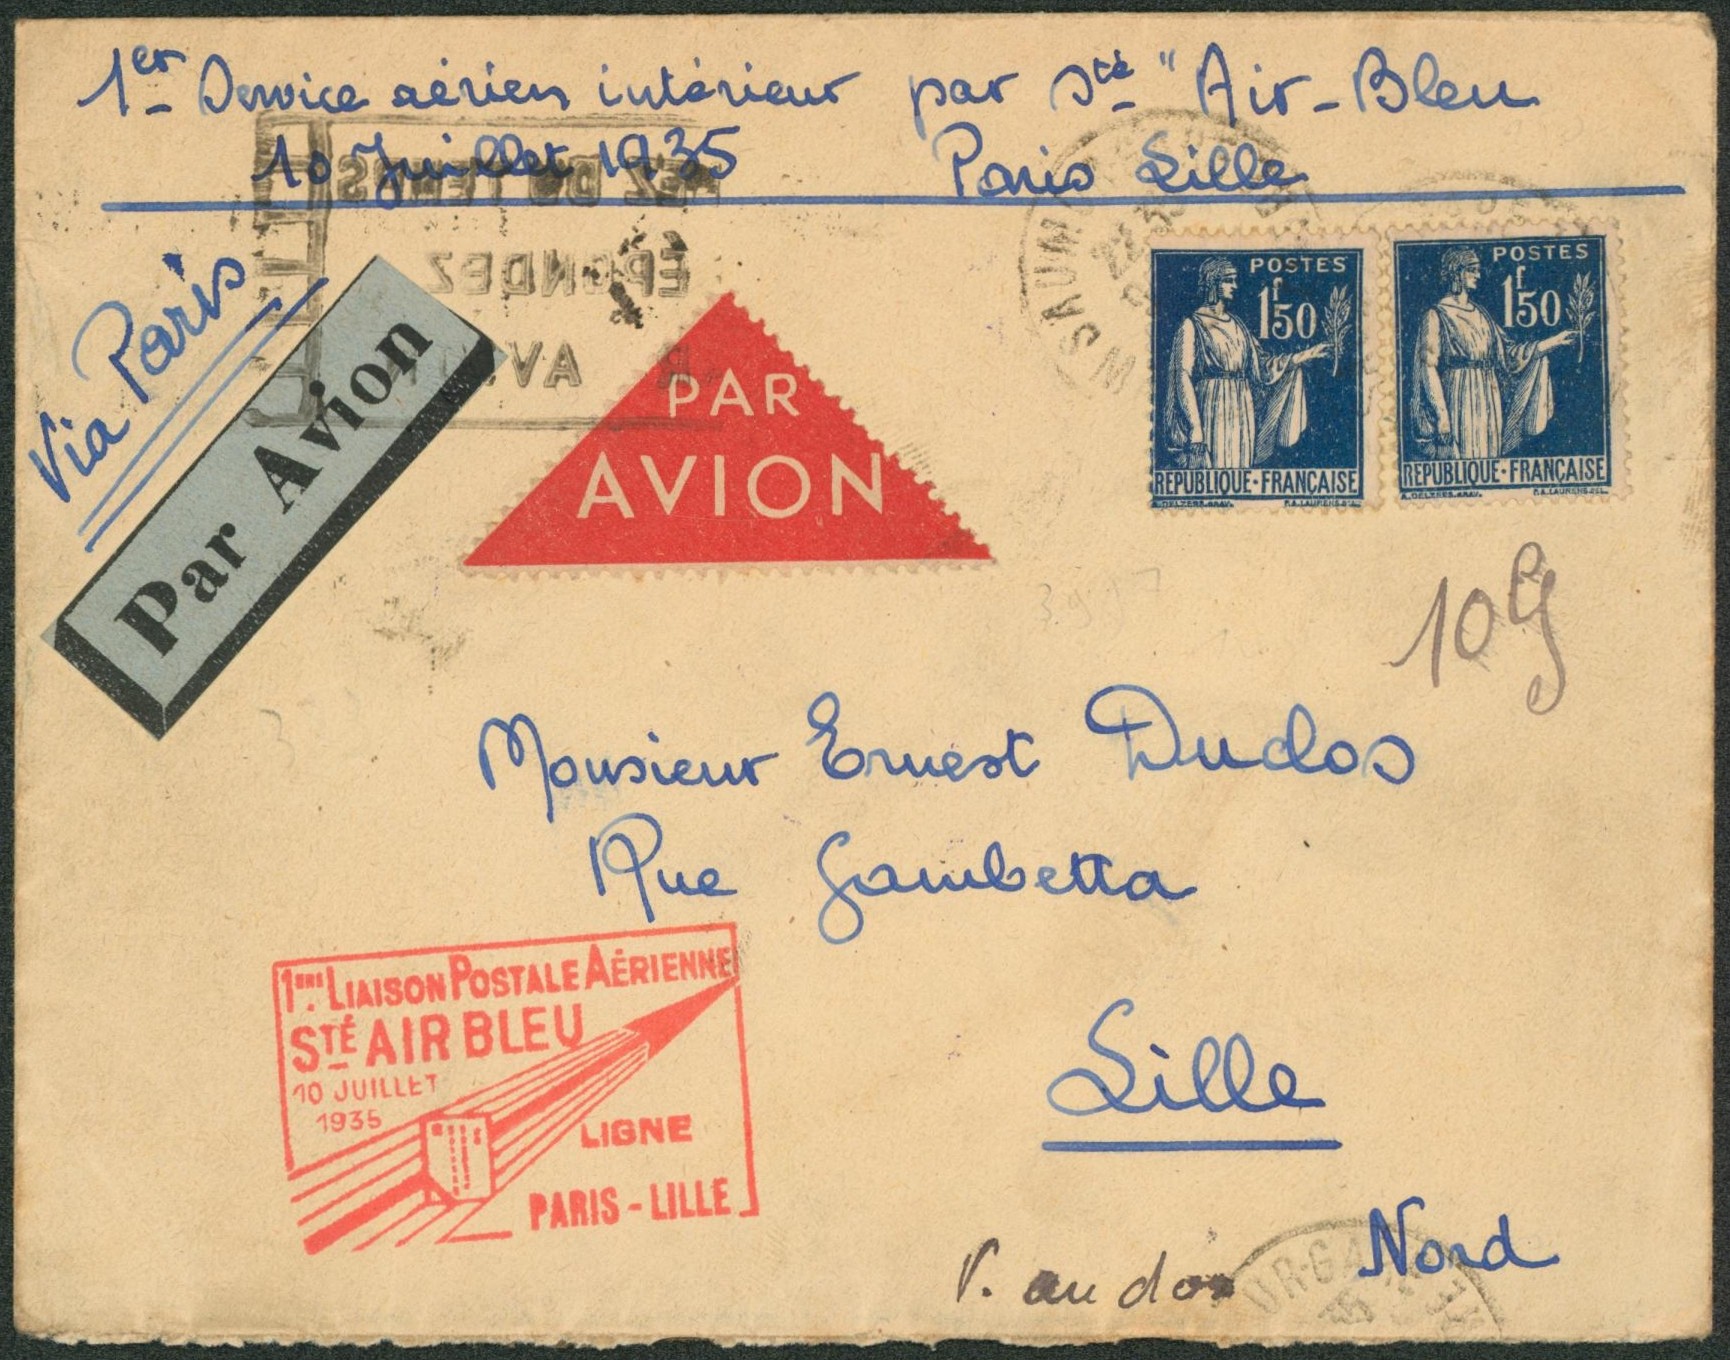 1er Service aérien intérieur par Sté "Air-Bleu
10 Juillet 1935 Paris Lille
Via Paris
Par Avion
PAR
AVION
POSTES
1f50
REPUBLIQUE·FRANÇAISE
POSTES
1f50
REPUBLIQUE·FRANÇAISE
10g
Monsieur Ernest Duclos
Rue Gambetta
Lille
Nord
1ère LIAISON POSTALE AÉRIENNE
STÉ AIR BLEU
10 JUILLET
1935
LIGNE
PARIS-LILLE
V. au dos